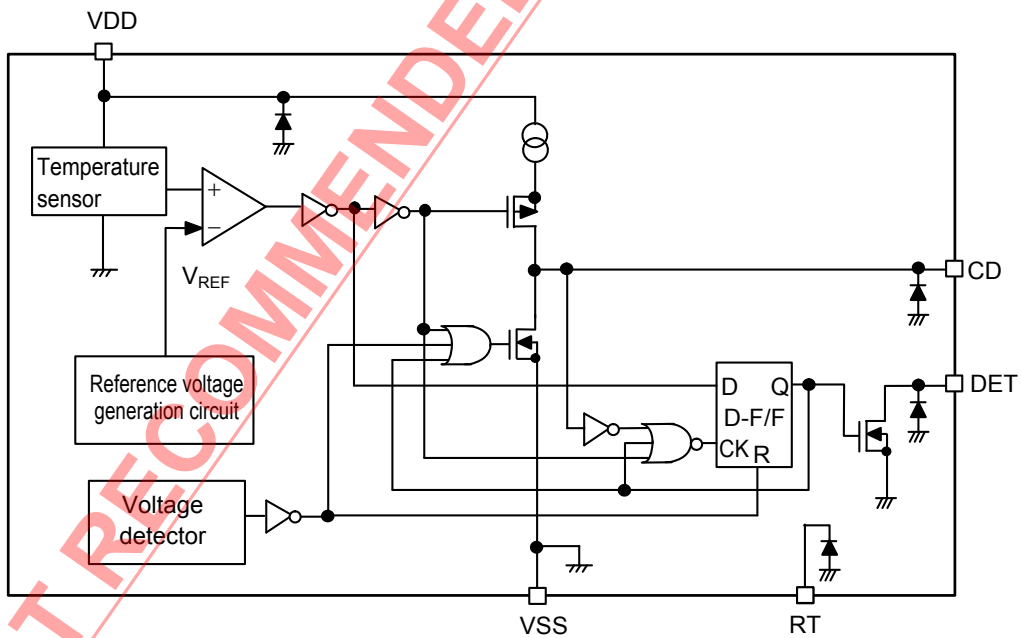 VDD
Temperature
sensor
+
−
VREF
Reference voltage
generation circuit
Voltage
detector
D Q
D-F/F
CK R
CD
DET
VSS
RT
T RECOMMENDE